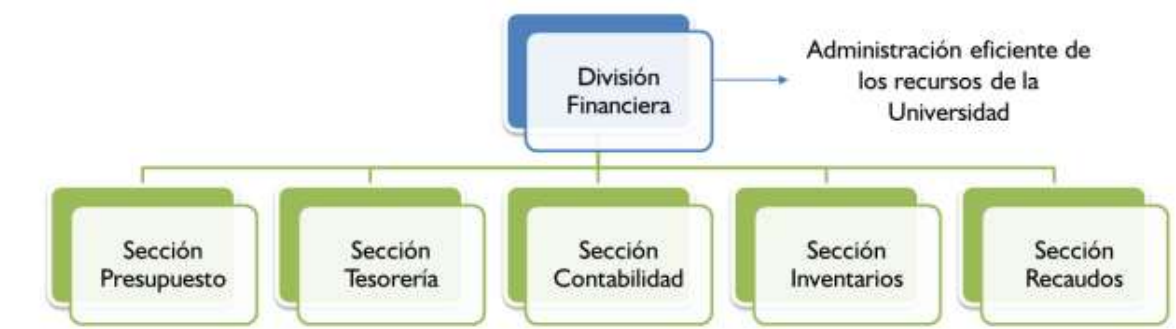 División
Financiera
Administración eficiente de
los recursos de la
Universidad
Sección
Presupuesto
Sección
Tesorería
Sección
Contabilidad
Sección
Inventarios
Sección
Recaudos